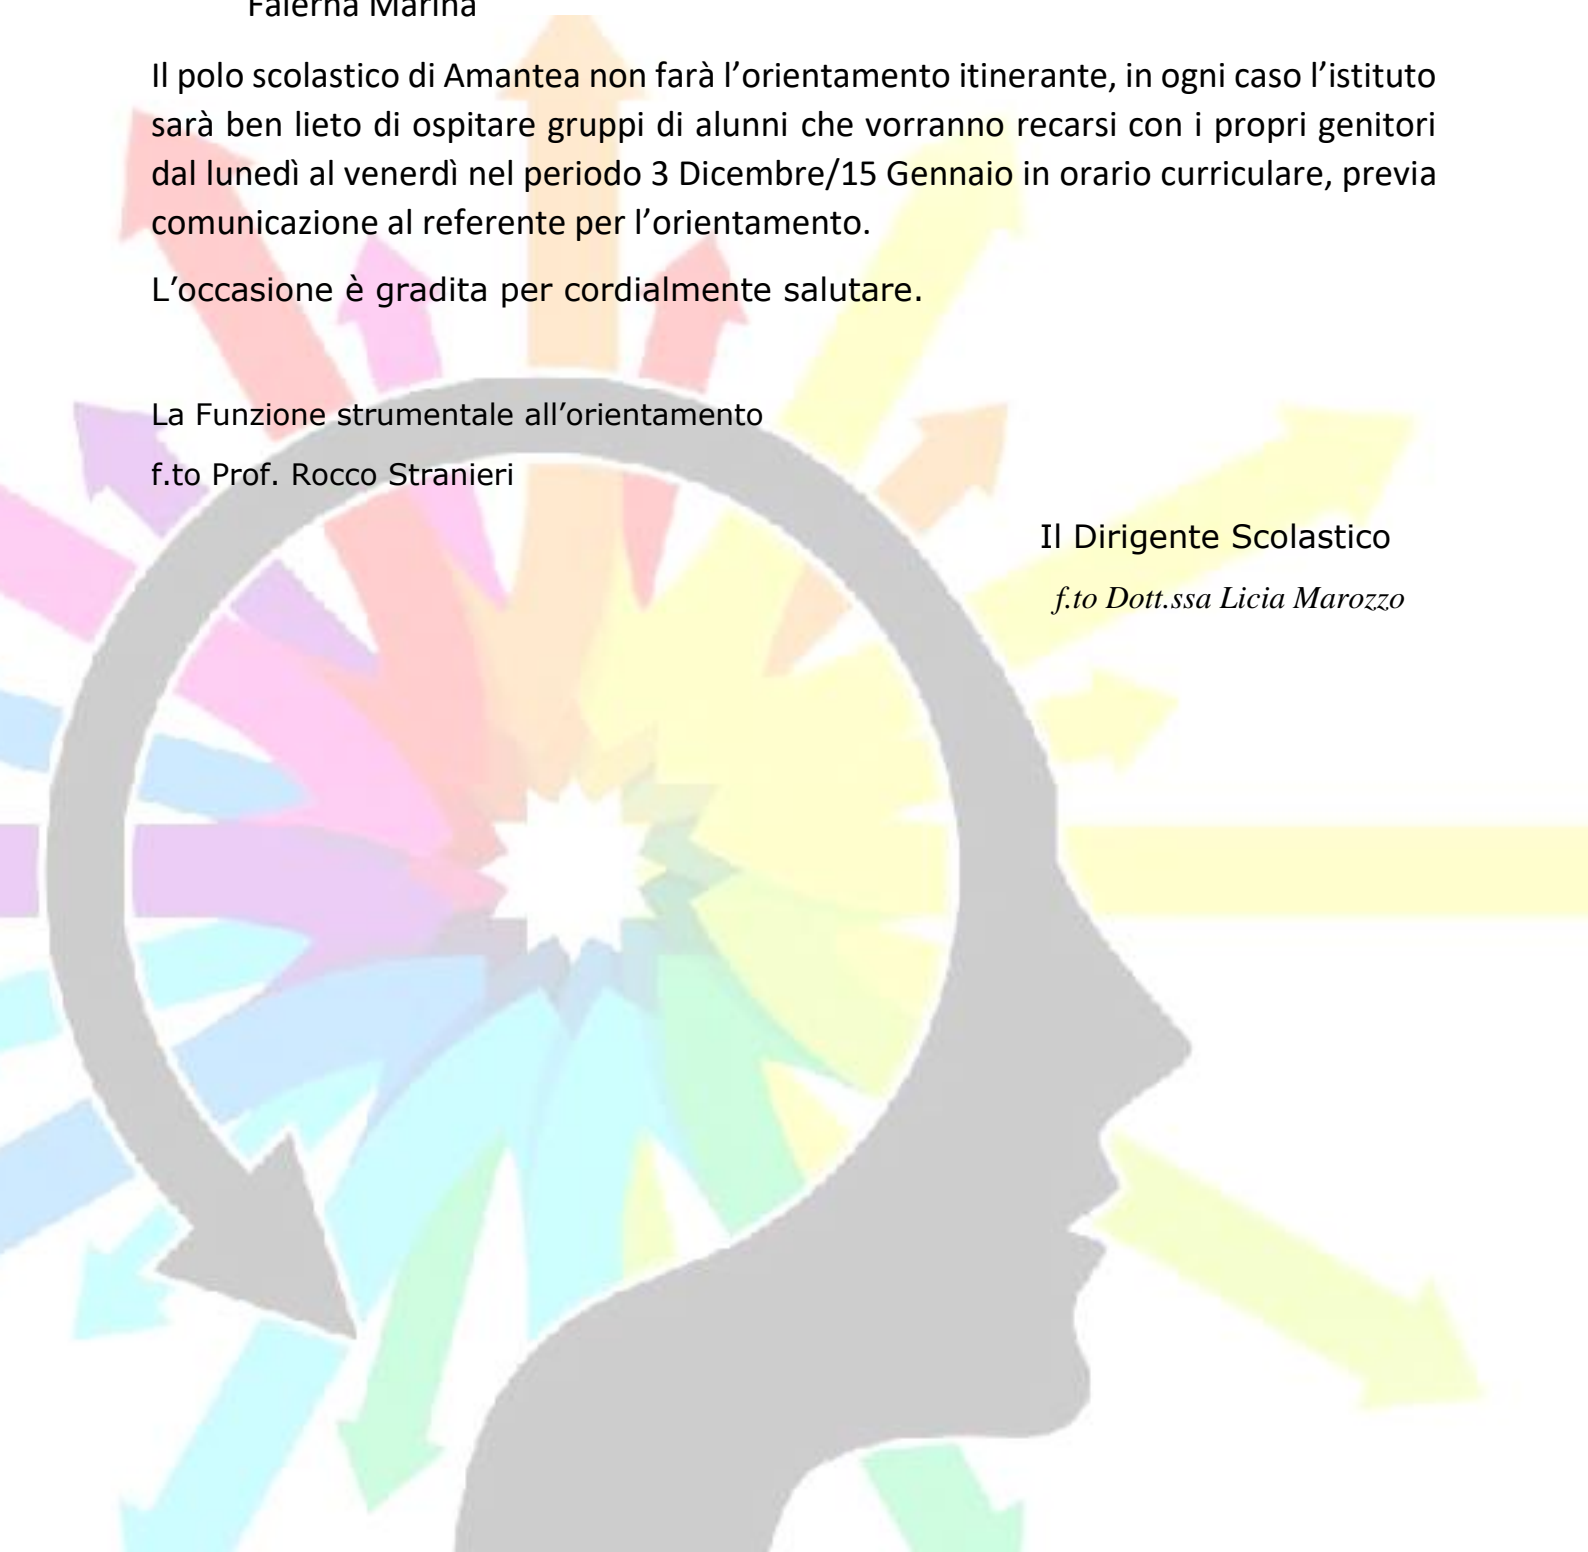 Falerna Marina
Il polo scolastico di Amantea non farà l’orientamento itinerante, in ogni caso l’istituto
sarà ben lieto di ospitare gruppi di alunni che vorranno recarsi con i propri genitori
dal lunedì al venerdì nel periodo 3 Dicembre/15 Gennaio in orario curriculare, previa
comunicazione al referente per l’orientamento.
L’occasione è gradita per cordialmente salutare.
La Funzione strumentale all’orientamento
f.to Prof. Rocco Stranieri
Il Dirigente Scolastico
f.to Dott.ssa Licia Marozzo